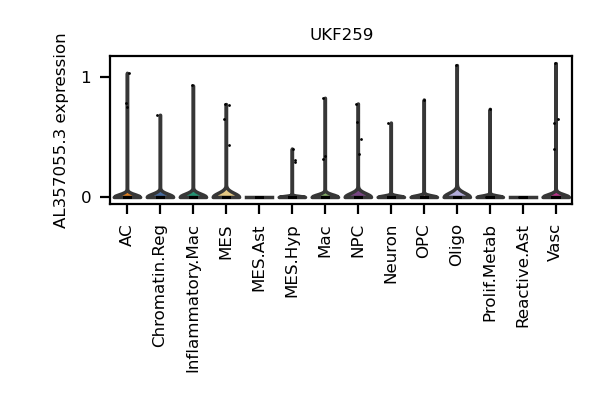 UKF259
AL357055.3 expression
1
0
AC
Chromatin.Reg
Inflammatory.Mac
MES
MES.Ast
MES.Hyp
Mac
NPC
Neuron
OPC
Oligo
Prolif.Metab
Reactive.Ast
Vasc